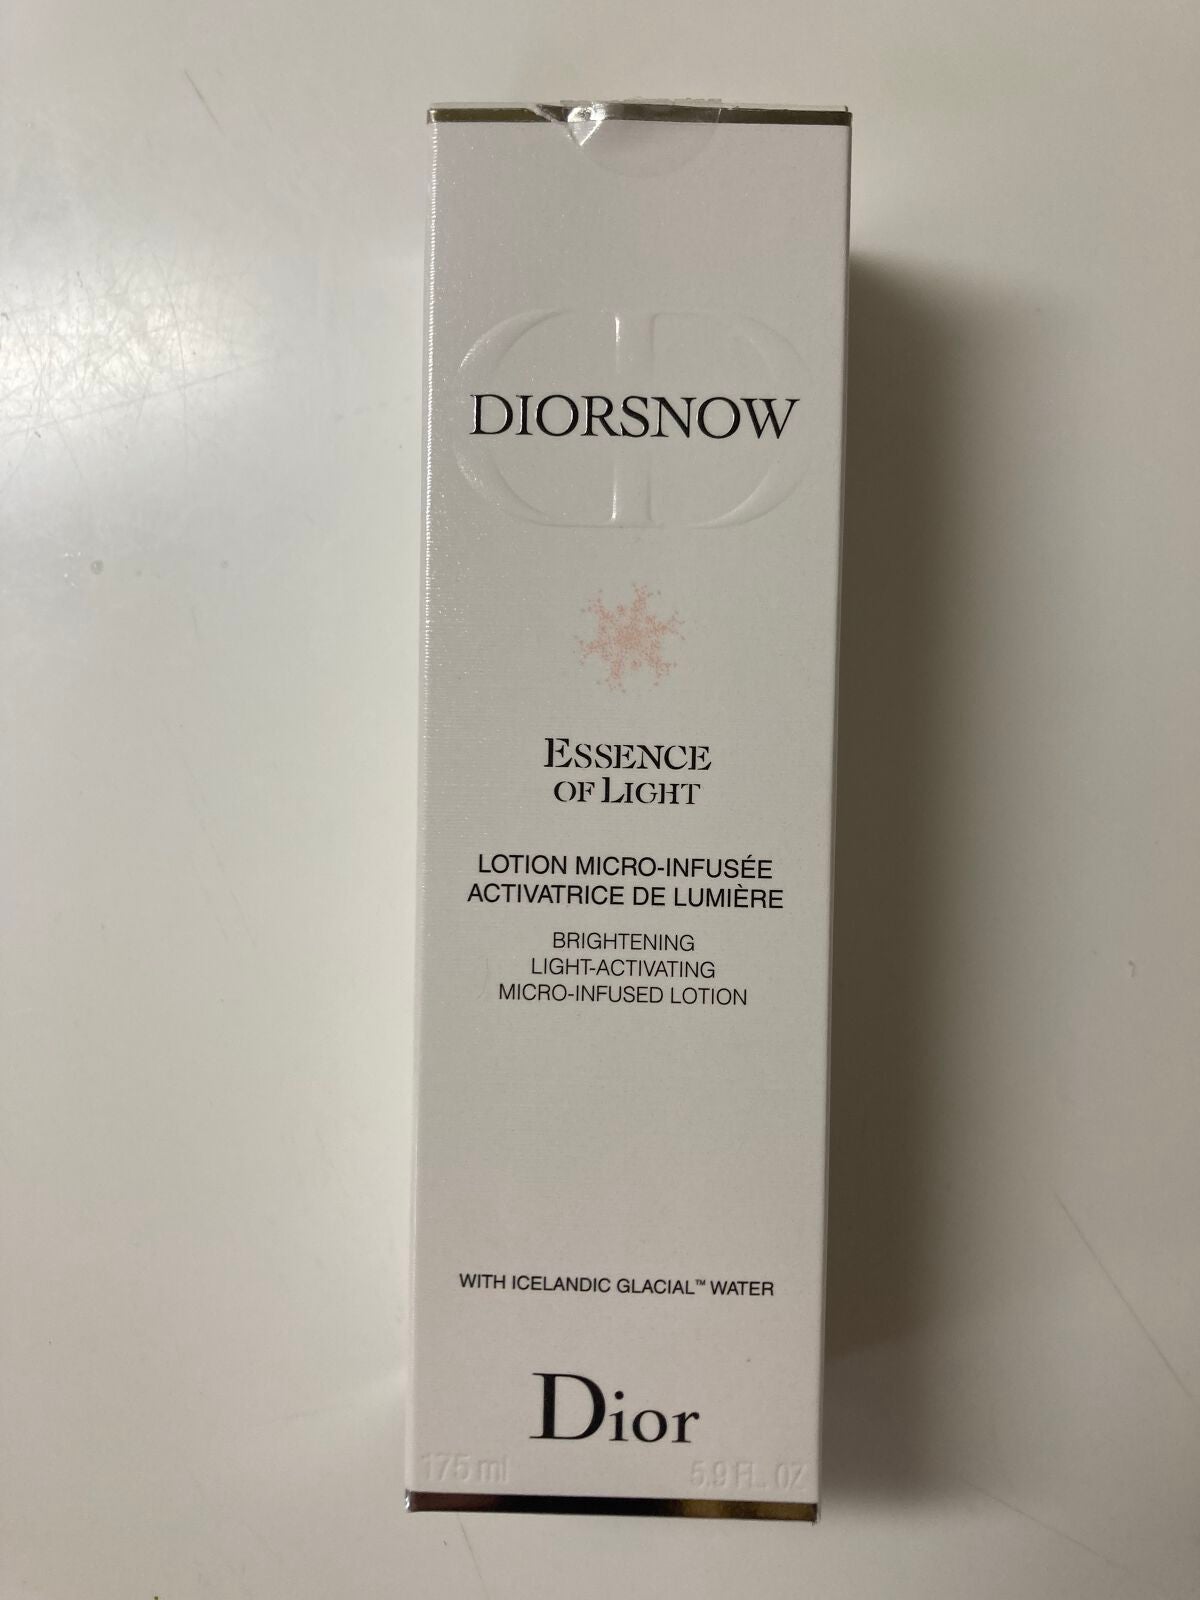 DIORSNOW
ESSENCE
OF LIGHT
LOTION MICRO-INFUSÉE
ACTIVATRICE DE LUMIÈRE
BRIGHTENING
LIGHT-ACTIVATING
MICRO-INFUSED LOTION
WITH ICELANDIC GLACIAL™ WATER
Dior
175 ml 5.9 FL. OZ